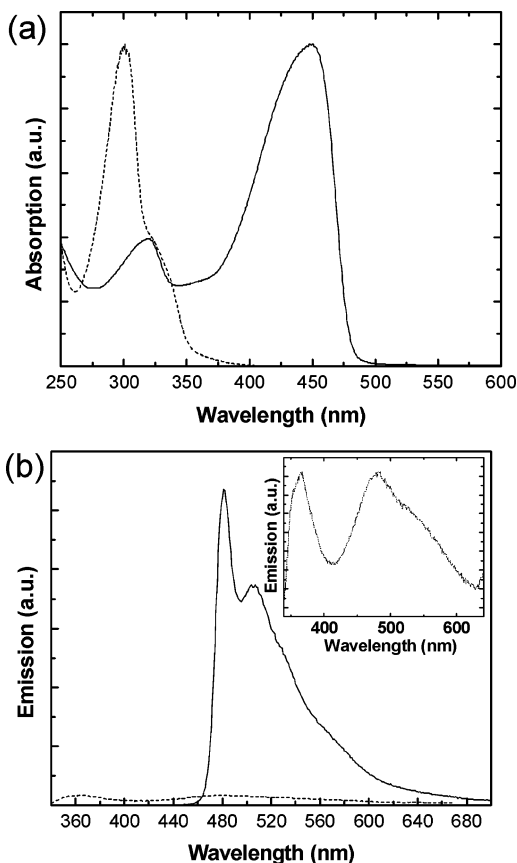 (a)
Absorption (a.u.)
250 300 350 400 450 500 550 600
Wavelength (nm)
(b)
Emission (a.u.)
360 400 440 480 520 560 600 640 680
Wavelength (nm)
Emission (a.u.)
400 500 600
Wavelength (nm)